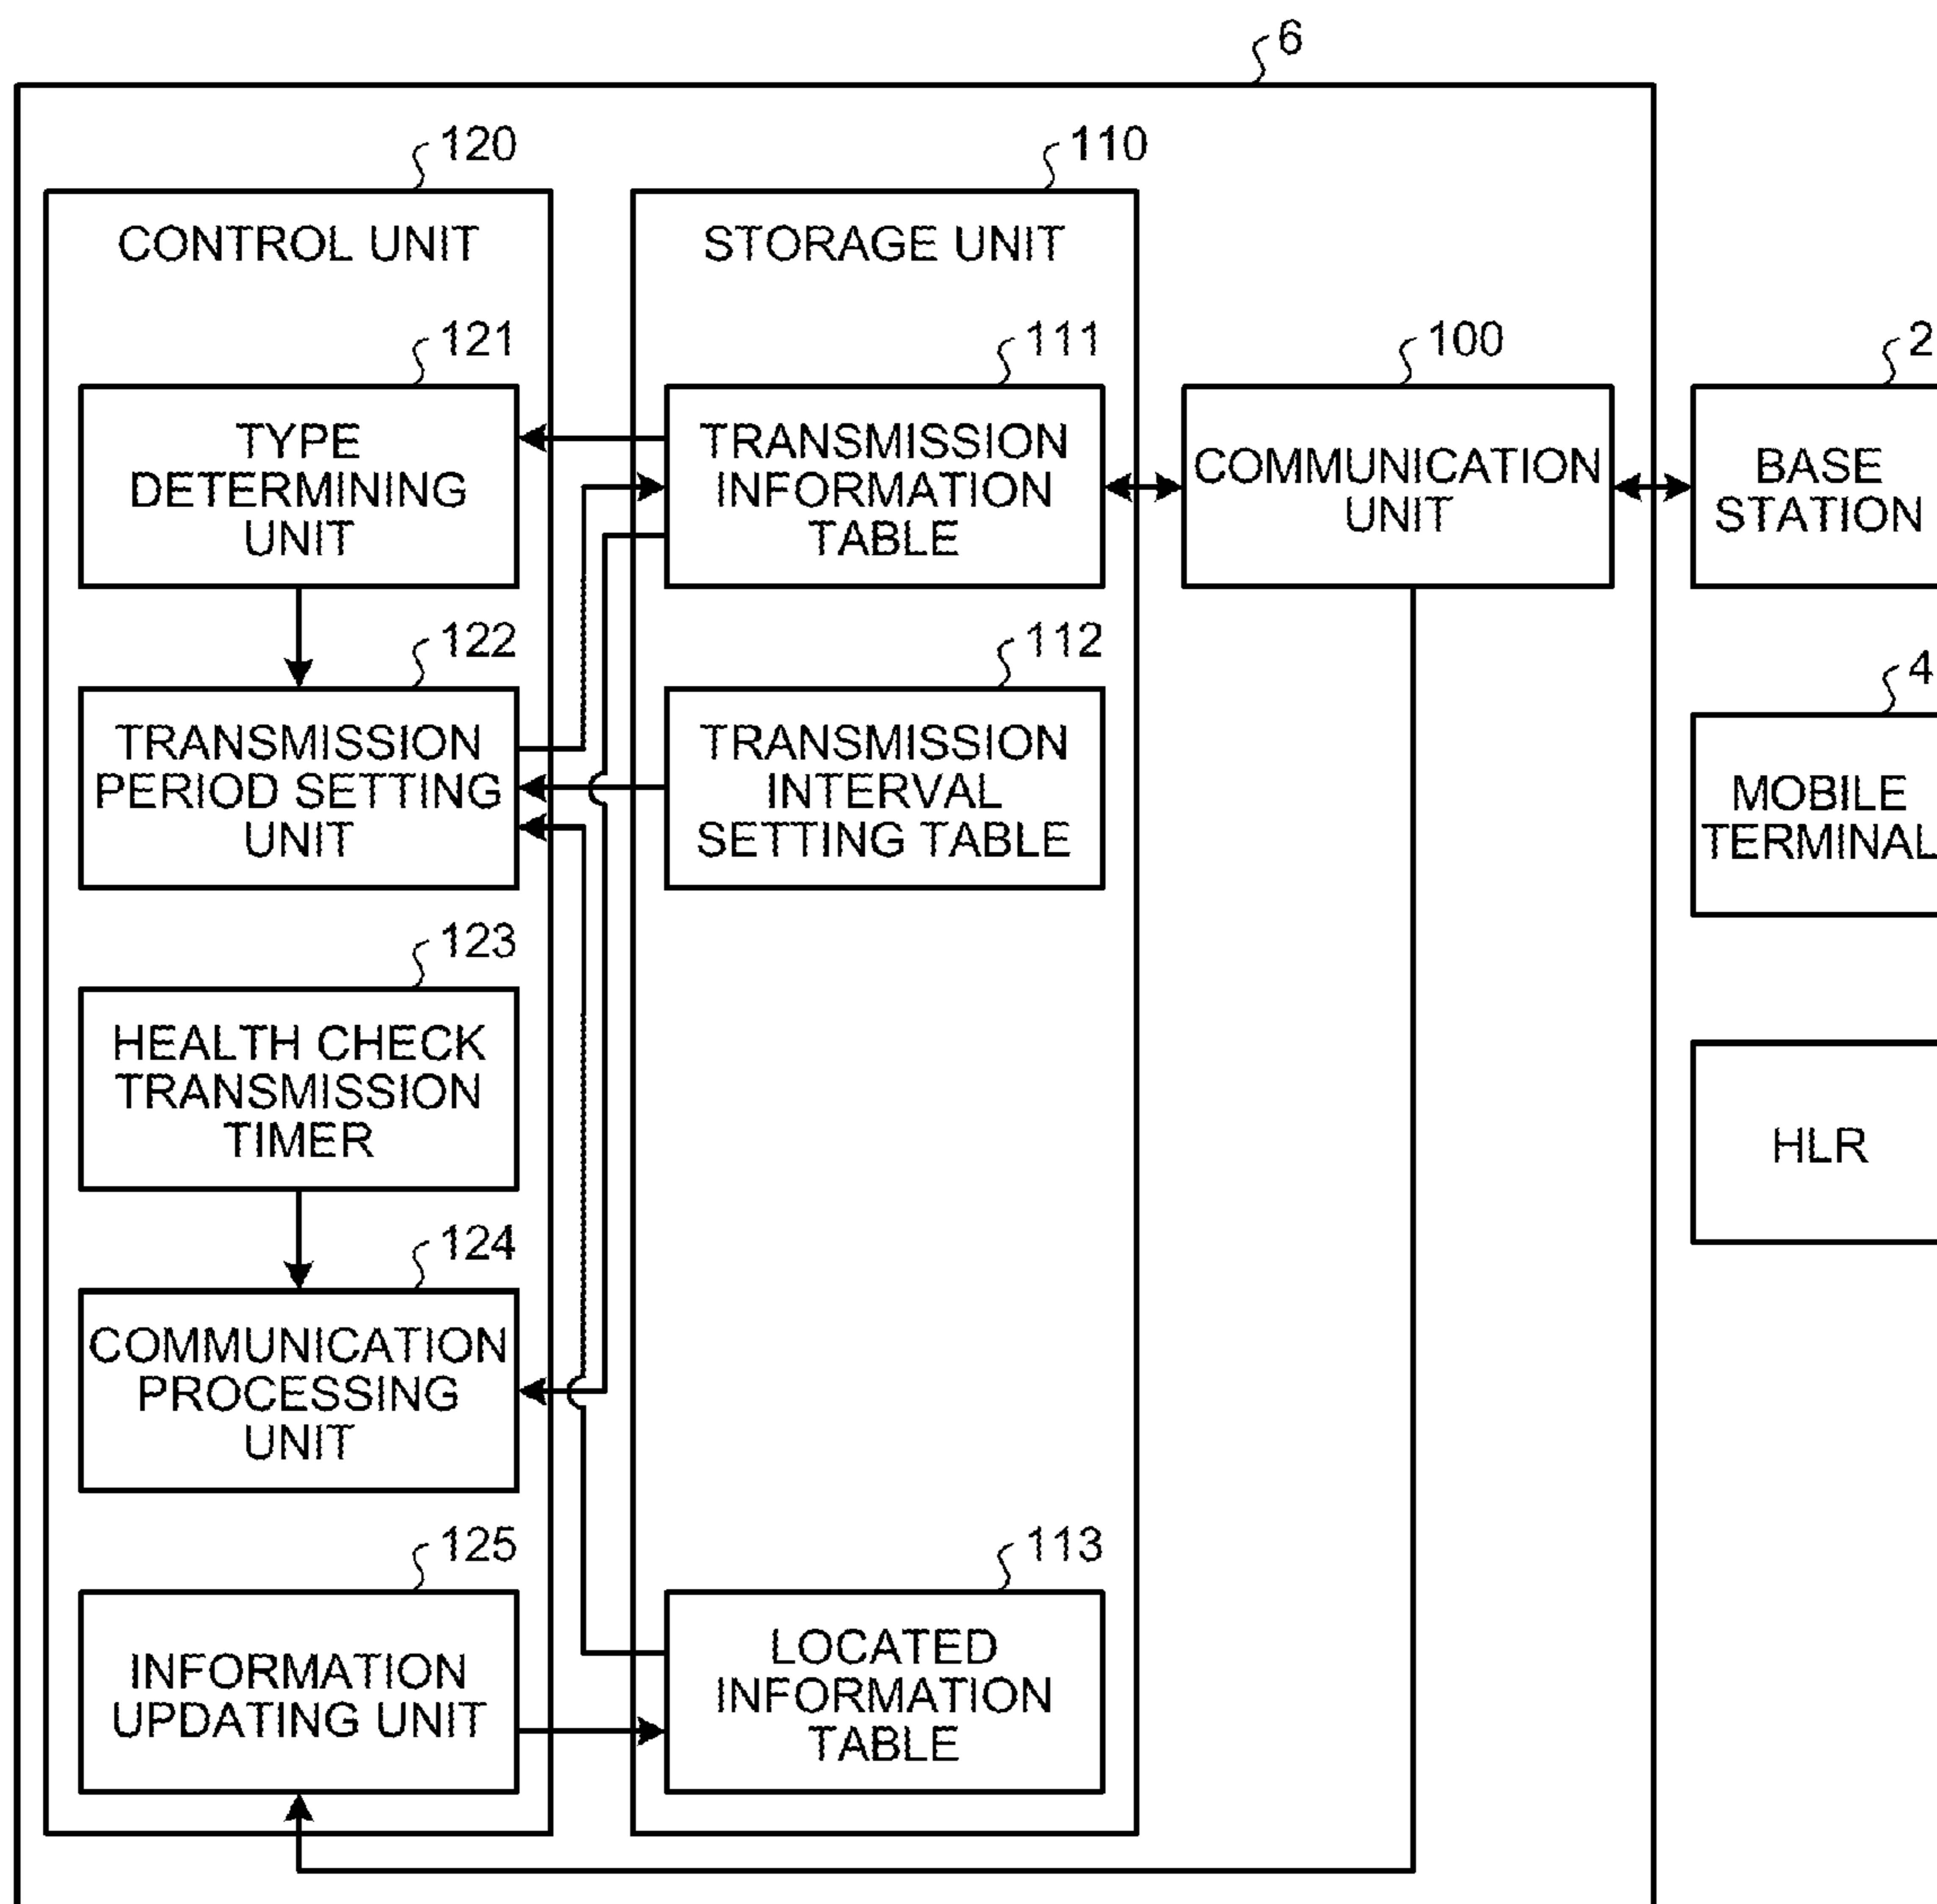 6
120
CONTROL UNIT
110
STORAGE UNIT
121
TYPE
DETERMINING
UNIT
111
TRANSMISSION
INFORMATION
TABLE
100
COMMUNICATION
UNIT
2
BASE
STATION
122
TRANSMISSION
PERIOD SETTING
UNIT
112
TRANSMISSION
INTERVAL
SETTING TABLE
4
MOBILE
TERMINAL
123
HEALTH CHECK
TRANSMISSION
TIMER
HLR
124
COMMUNICATION
PROCESSING
UNIT
125
INFORMATION
UPDATING UNIT
113
LOCATED
INFORMATION
TABLE